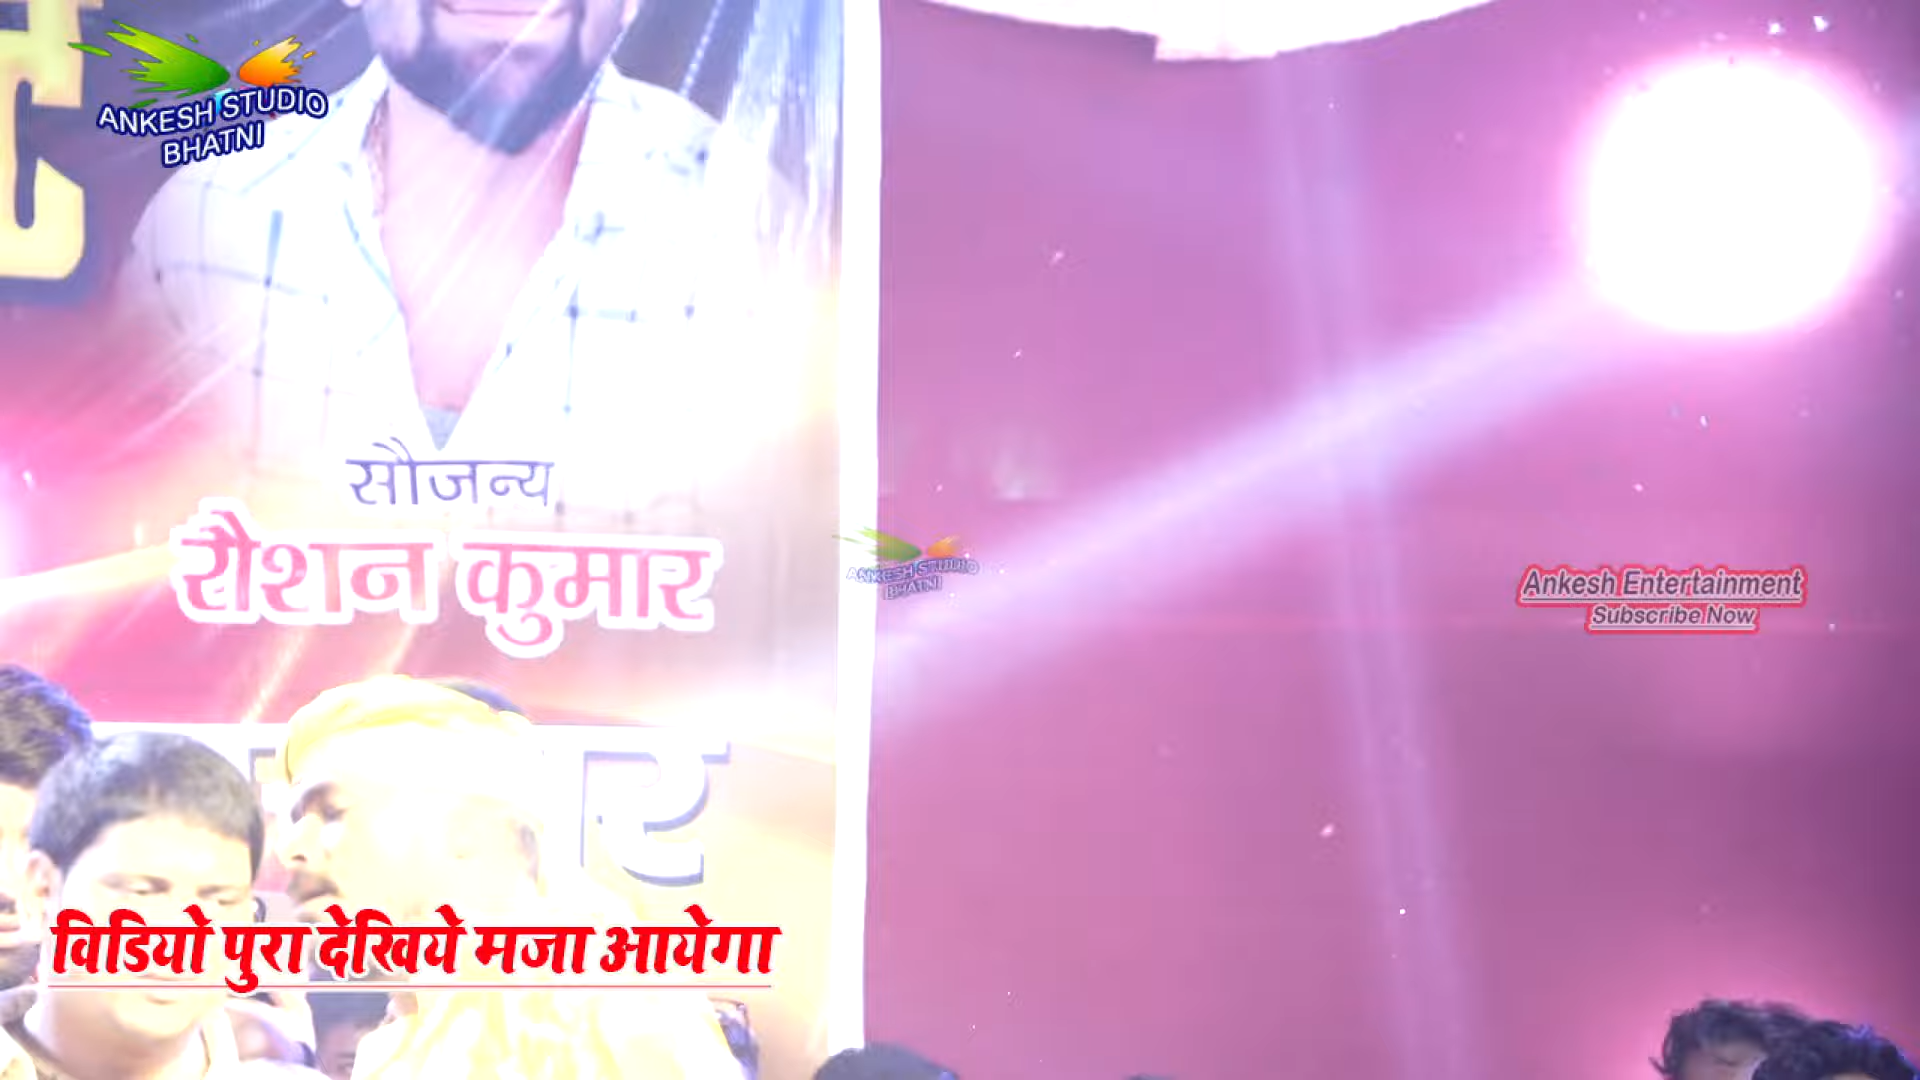 ANKESH STUDIO
BHATNI
सौजन्य
रौशन कुमार
ANKESH STUDIO
BHATNI
Ankesh Entertainment
Subscribe Now
विडियो पुरा देखिये मजा आयेगा